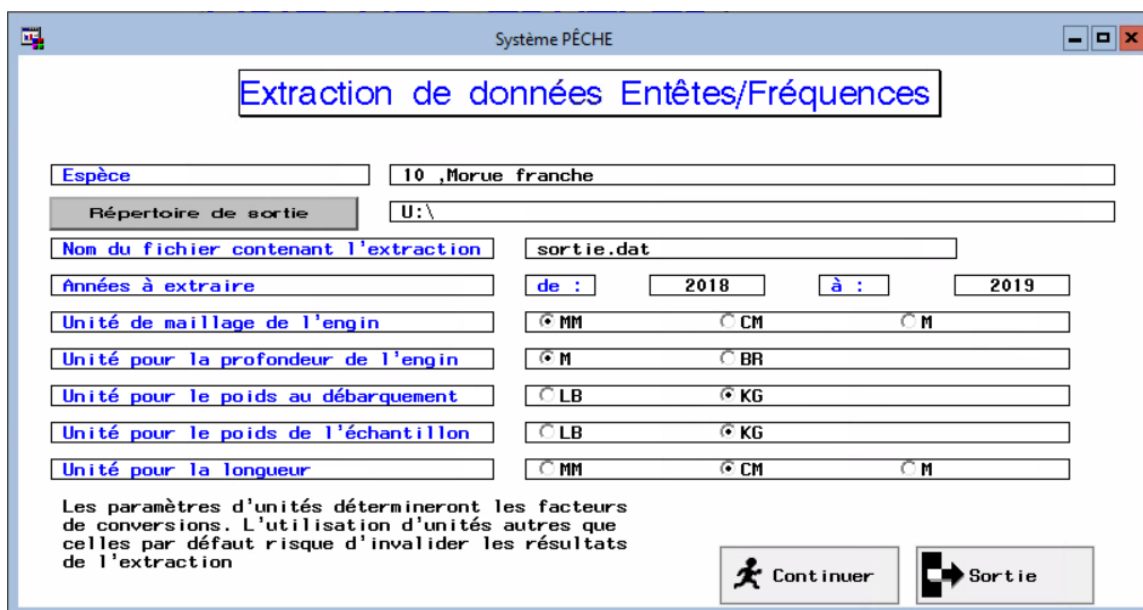 Système PÊCHE
Extraction de données Entêtes/Fréquences
Espèce 10 ,Morue franche
Répertoire de sortie U:\
Nom du fichier contenant l'extraction sortie.dat
Années à extraire de : 2018 à : 2019
Unité de maillage de l'engin MM CM M
Unité pour la profondeur de l'engin M BR
Unité pour le poids au débarquement LB KG
Unité pour le poids de l'échantillon LB KG
Unité pour la longueur MM CM M
Les paramètres d'unités détermineront les facteurs
de conversions. L'utilisation d'unités autres que
celles par défaut risque d'invalider les résultats
de l'extraction
Continuer Sortie